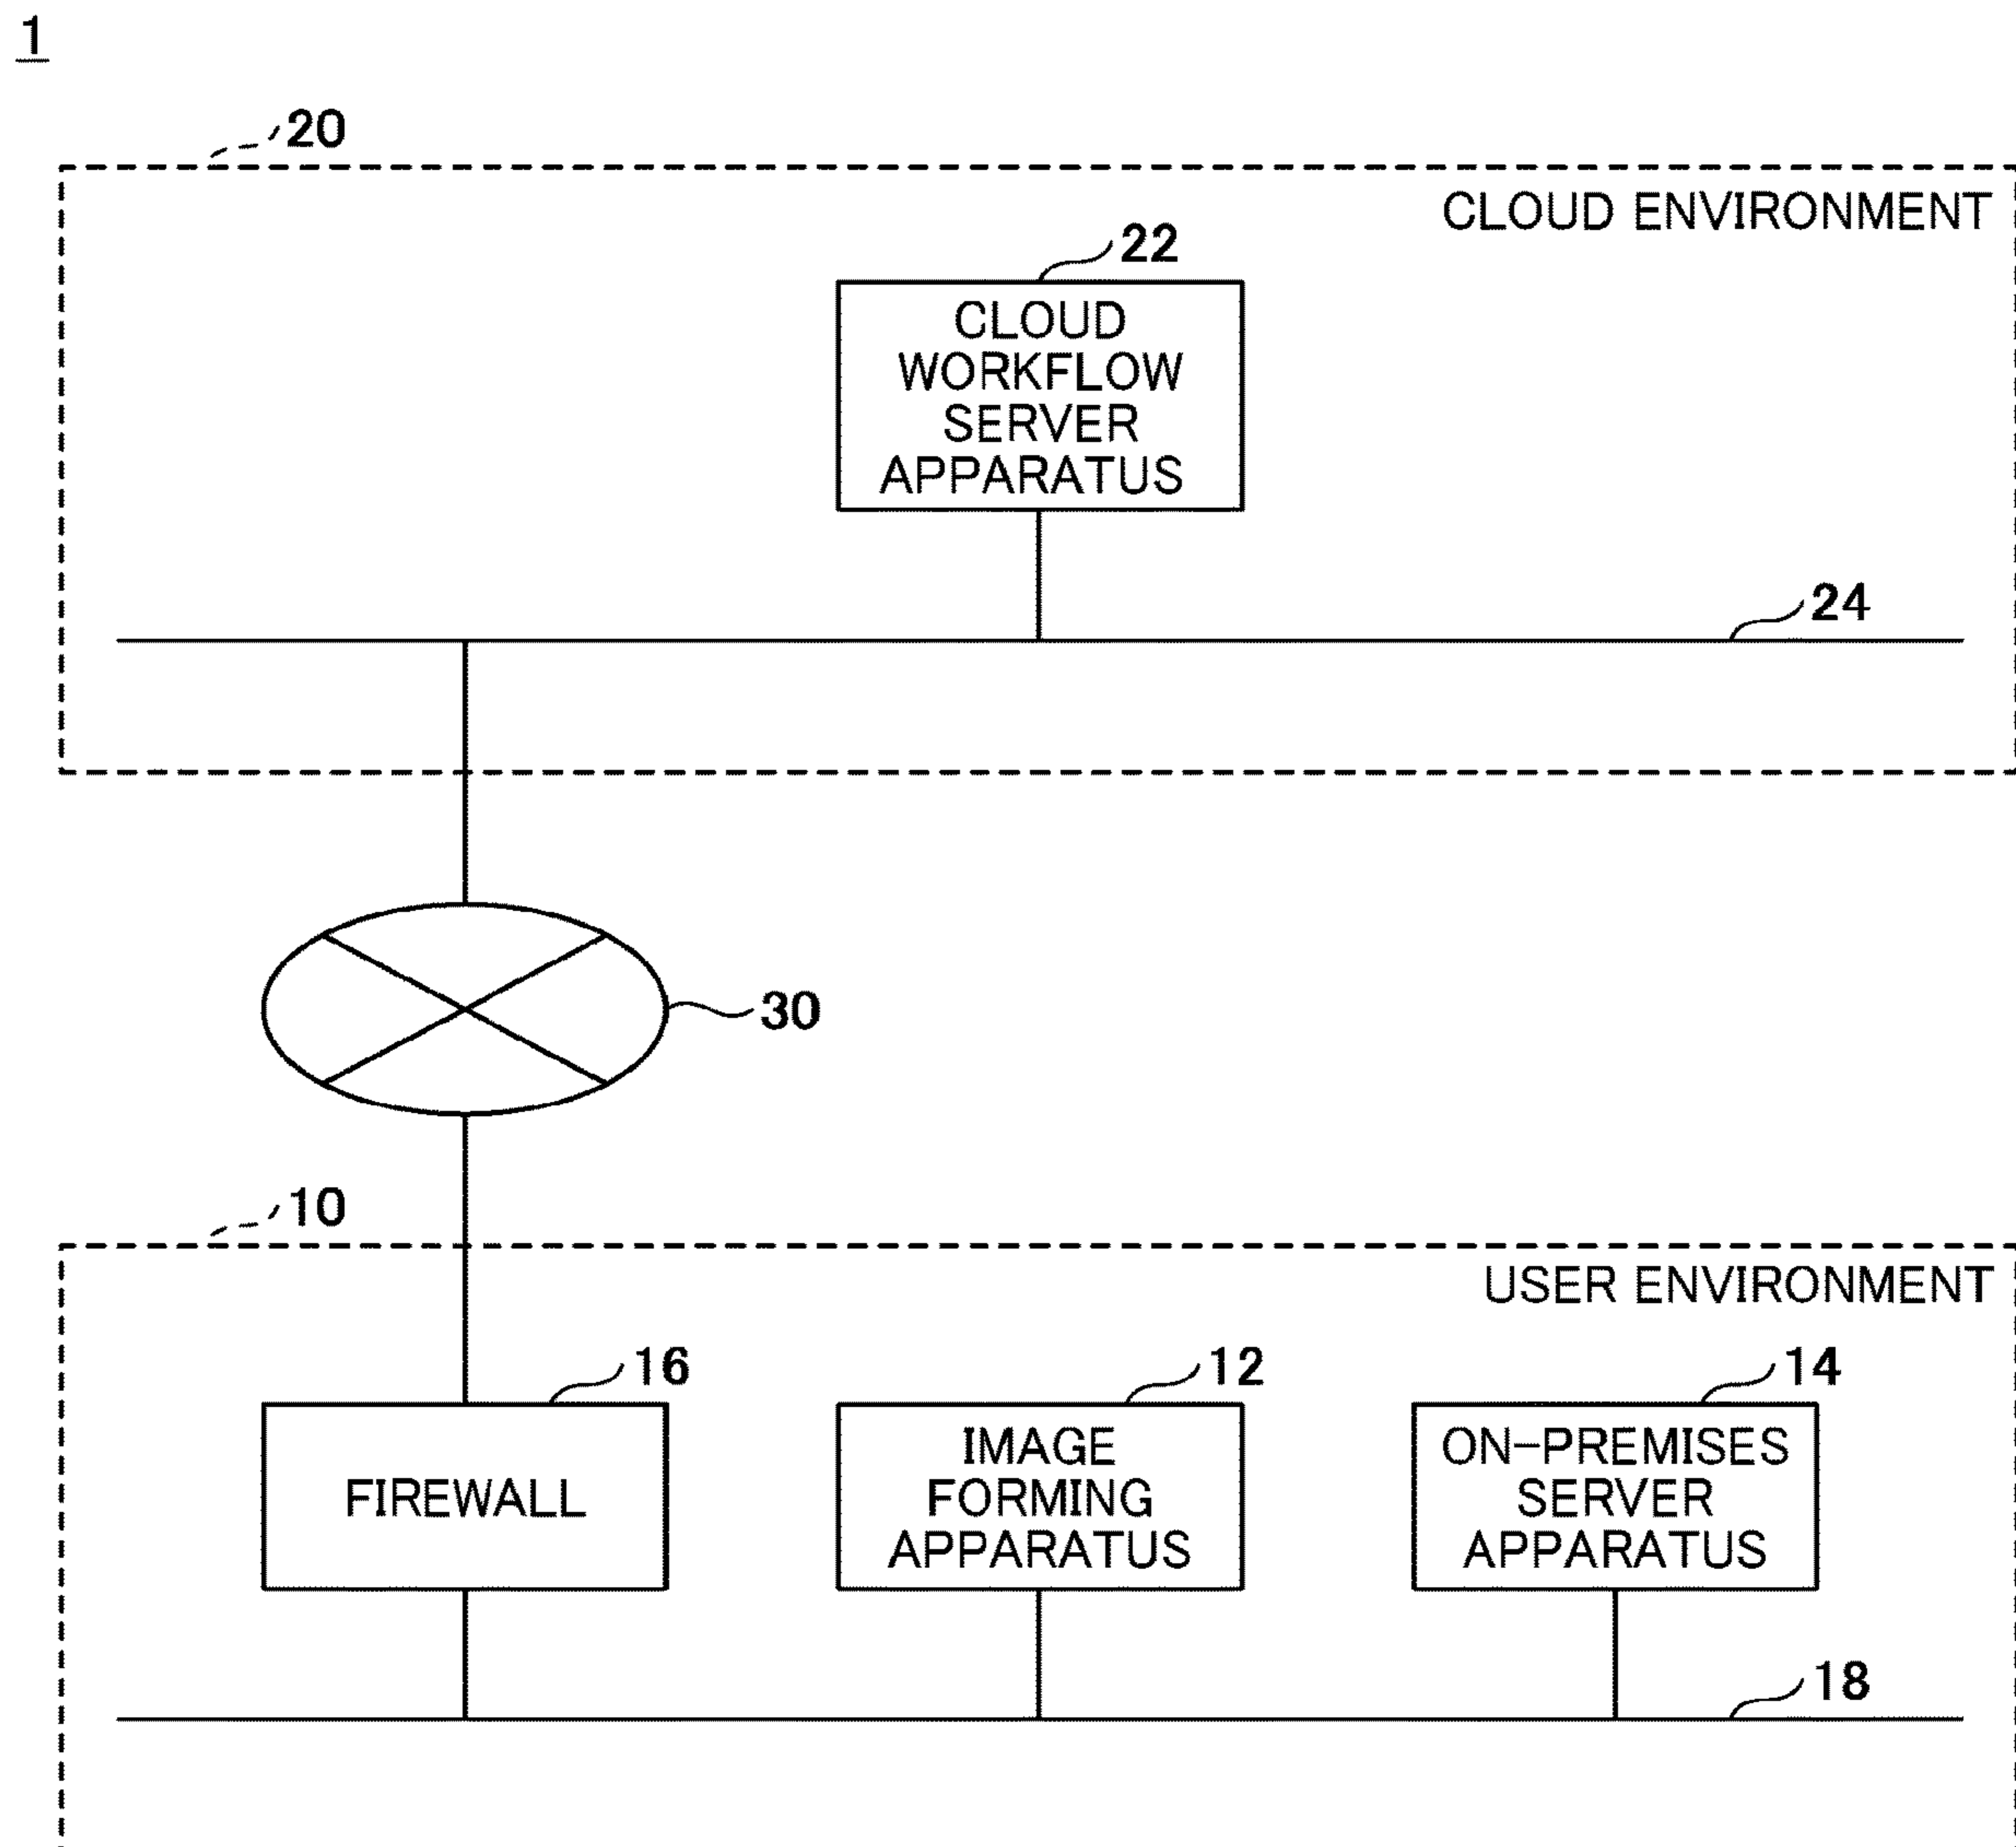 1
20
CLOUD ENVIRONMENT
22
CLOUD
WORKFLOW
SERVER
APPARATUS
24
30
10
USER ENVIRONMENT
16
FIREWALL
12
IMAGE
FORMING
APPARATUS
14
ON-PREMISES
SERVER
APPARATUS
18